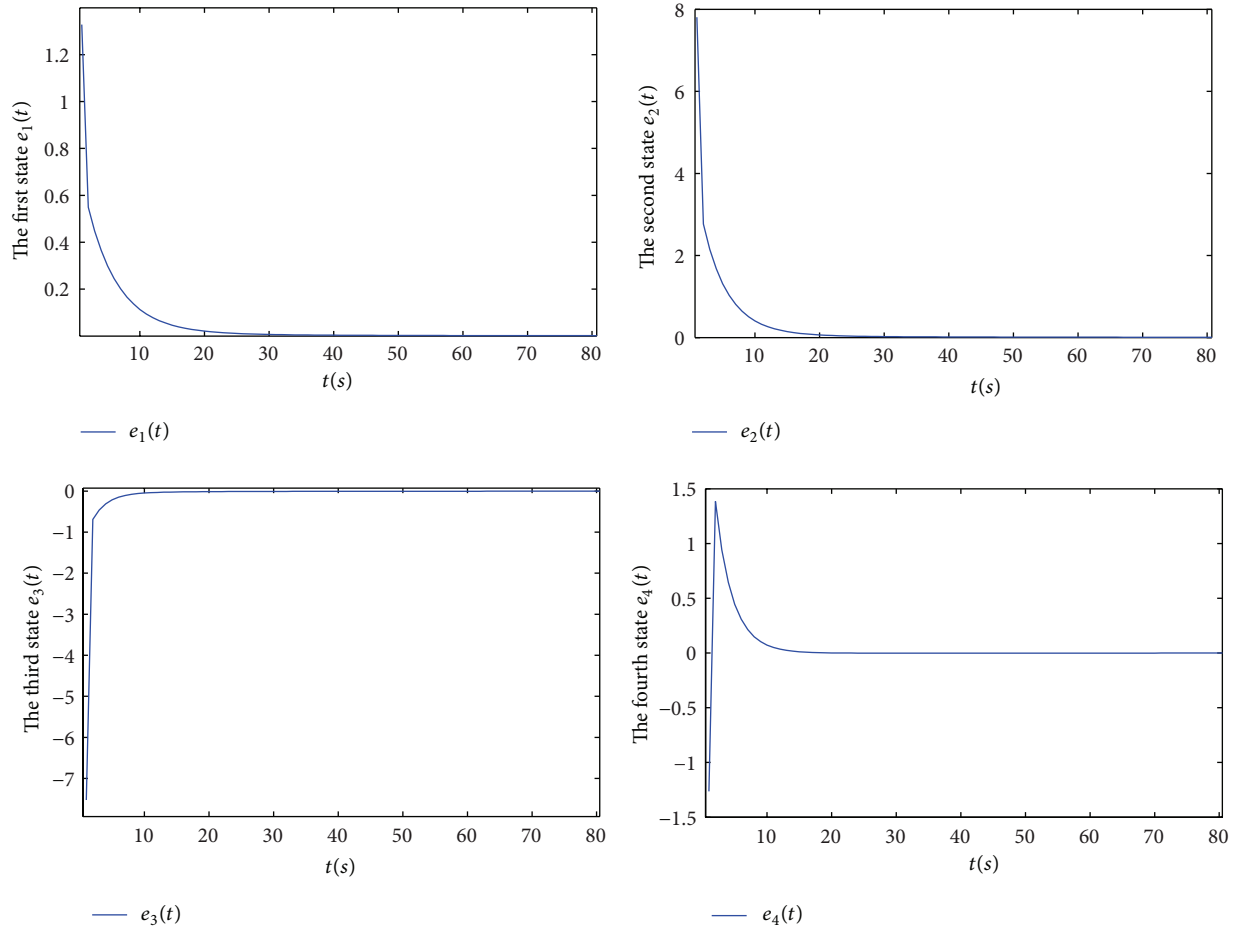 The first state e₁(t)
1.2
1
0.8
0.6
0.4
0.2
10 20 30 40 50 60 70 80
t(s)
e₁(t)
The second state e₂(t)
8
6
4
2
0
10 20 30 40 50 60 70 80
t(s)
e₂(t)
The third state e₃(t)
0
−1
−2
−3
−4
−5
−6
−7
10 20 30 40 50 60 70 80
t(s)
e₃(t)
The fourth state e₄(t)
1.5
1
0.5
0
−0.5
−1
−1.5
10 20 30 40 50 60 70 80
t(s)
e₄(t)